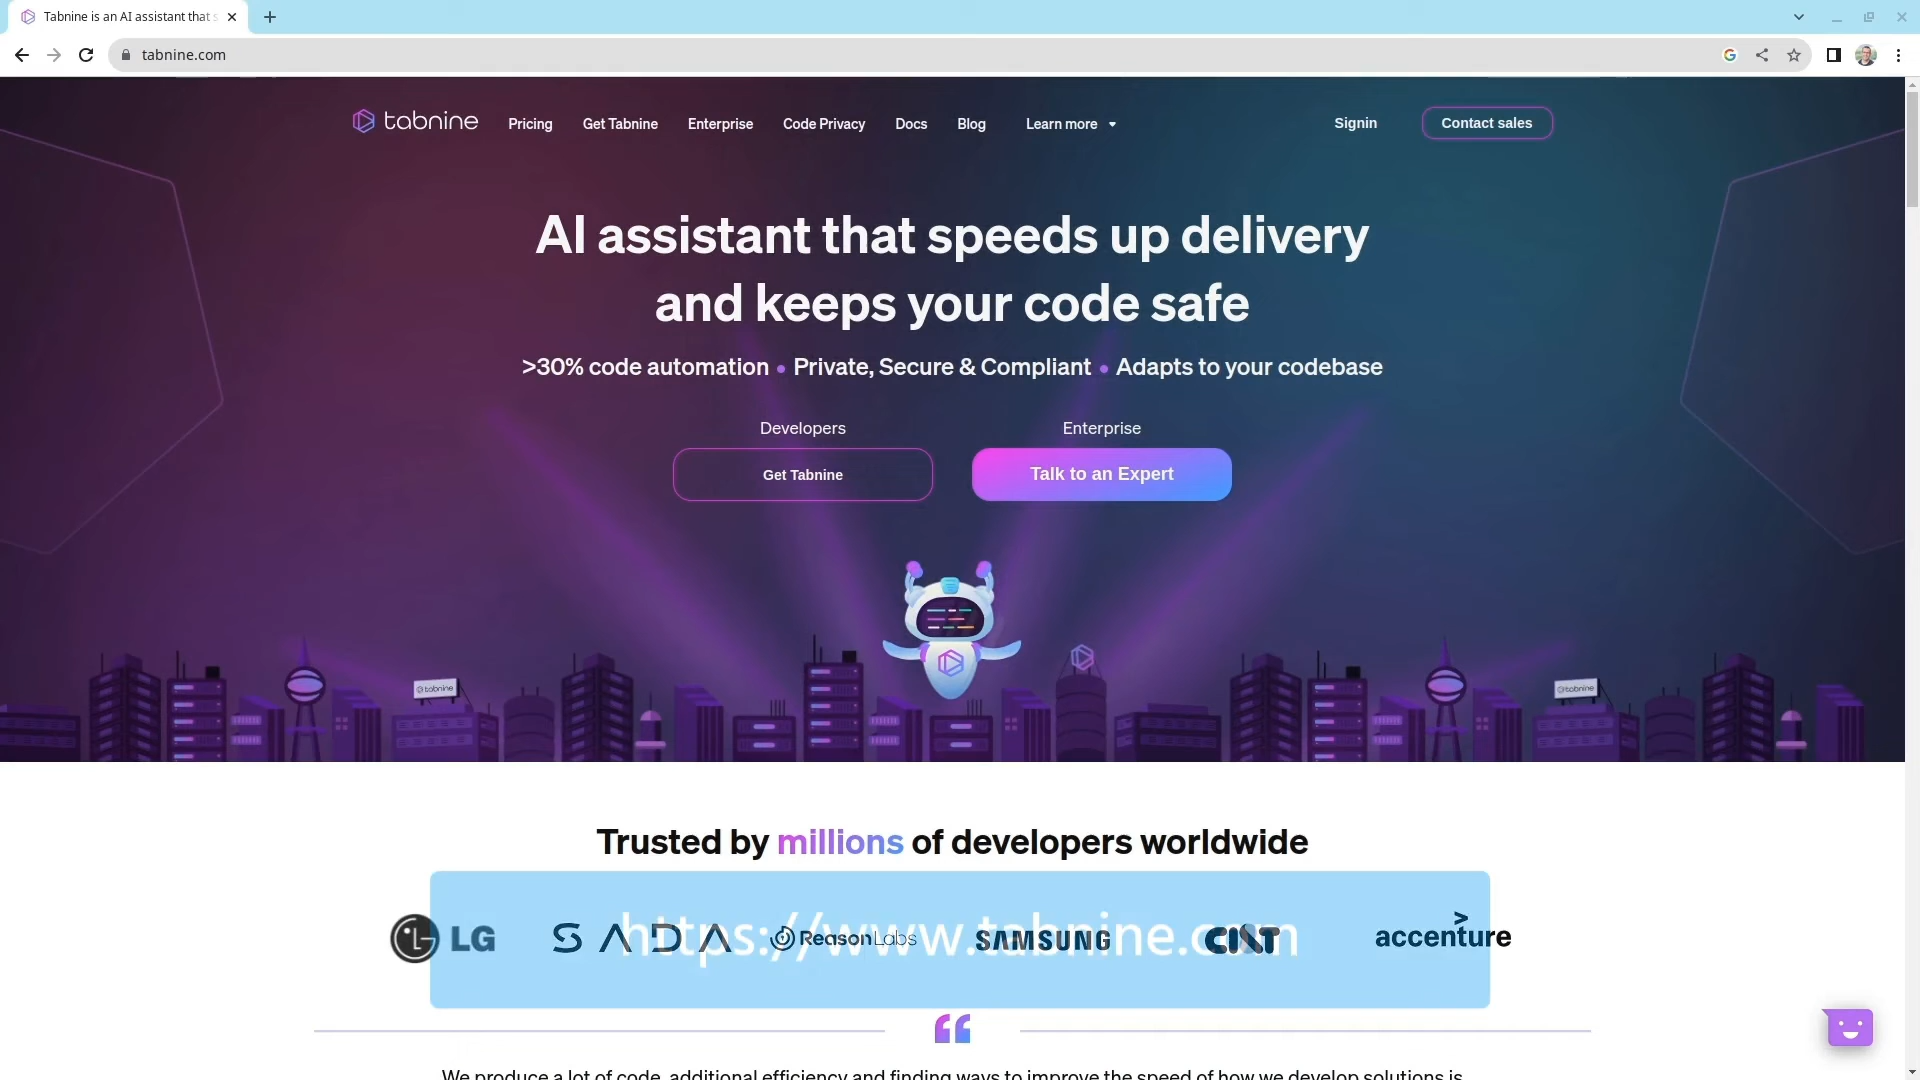 Tabnine is an AI assistant that s
tabnine.com
tabnine
Pricing
Get Tabnine
Enterprise
Code Privacy
Docs
Blog
Learn more
Signin
Contact sales
AI assistant that speeds up delivery
and keeps your code safe
>30% code automation • Private, Secure & Compliant • Adapts to your codebase
Developers
Enterprise
Get Tabnine
Talk to an Expert
tabnine
tabnine
Trusted by millions of developers worldwide
https://www.tabnine.com
LG
SADA
ReasonLabs
SAMSUNG
CI&T
accenture
We produce a lot of code, additional efficiency and finding ways to improve the speed of how we develop solutions is